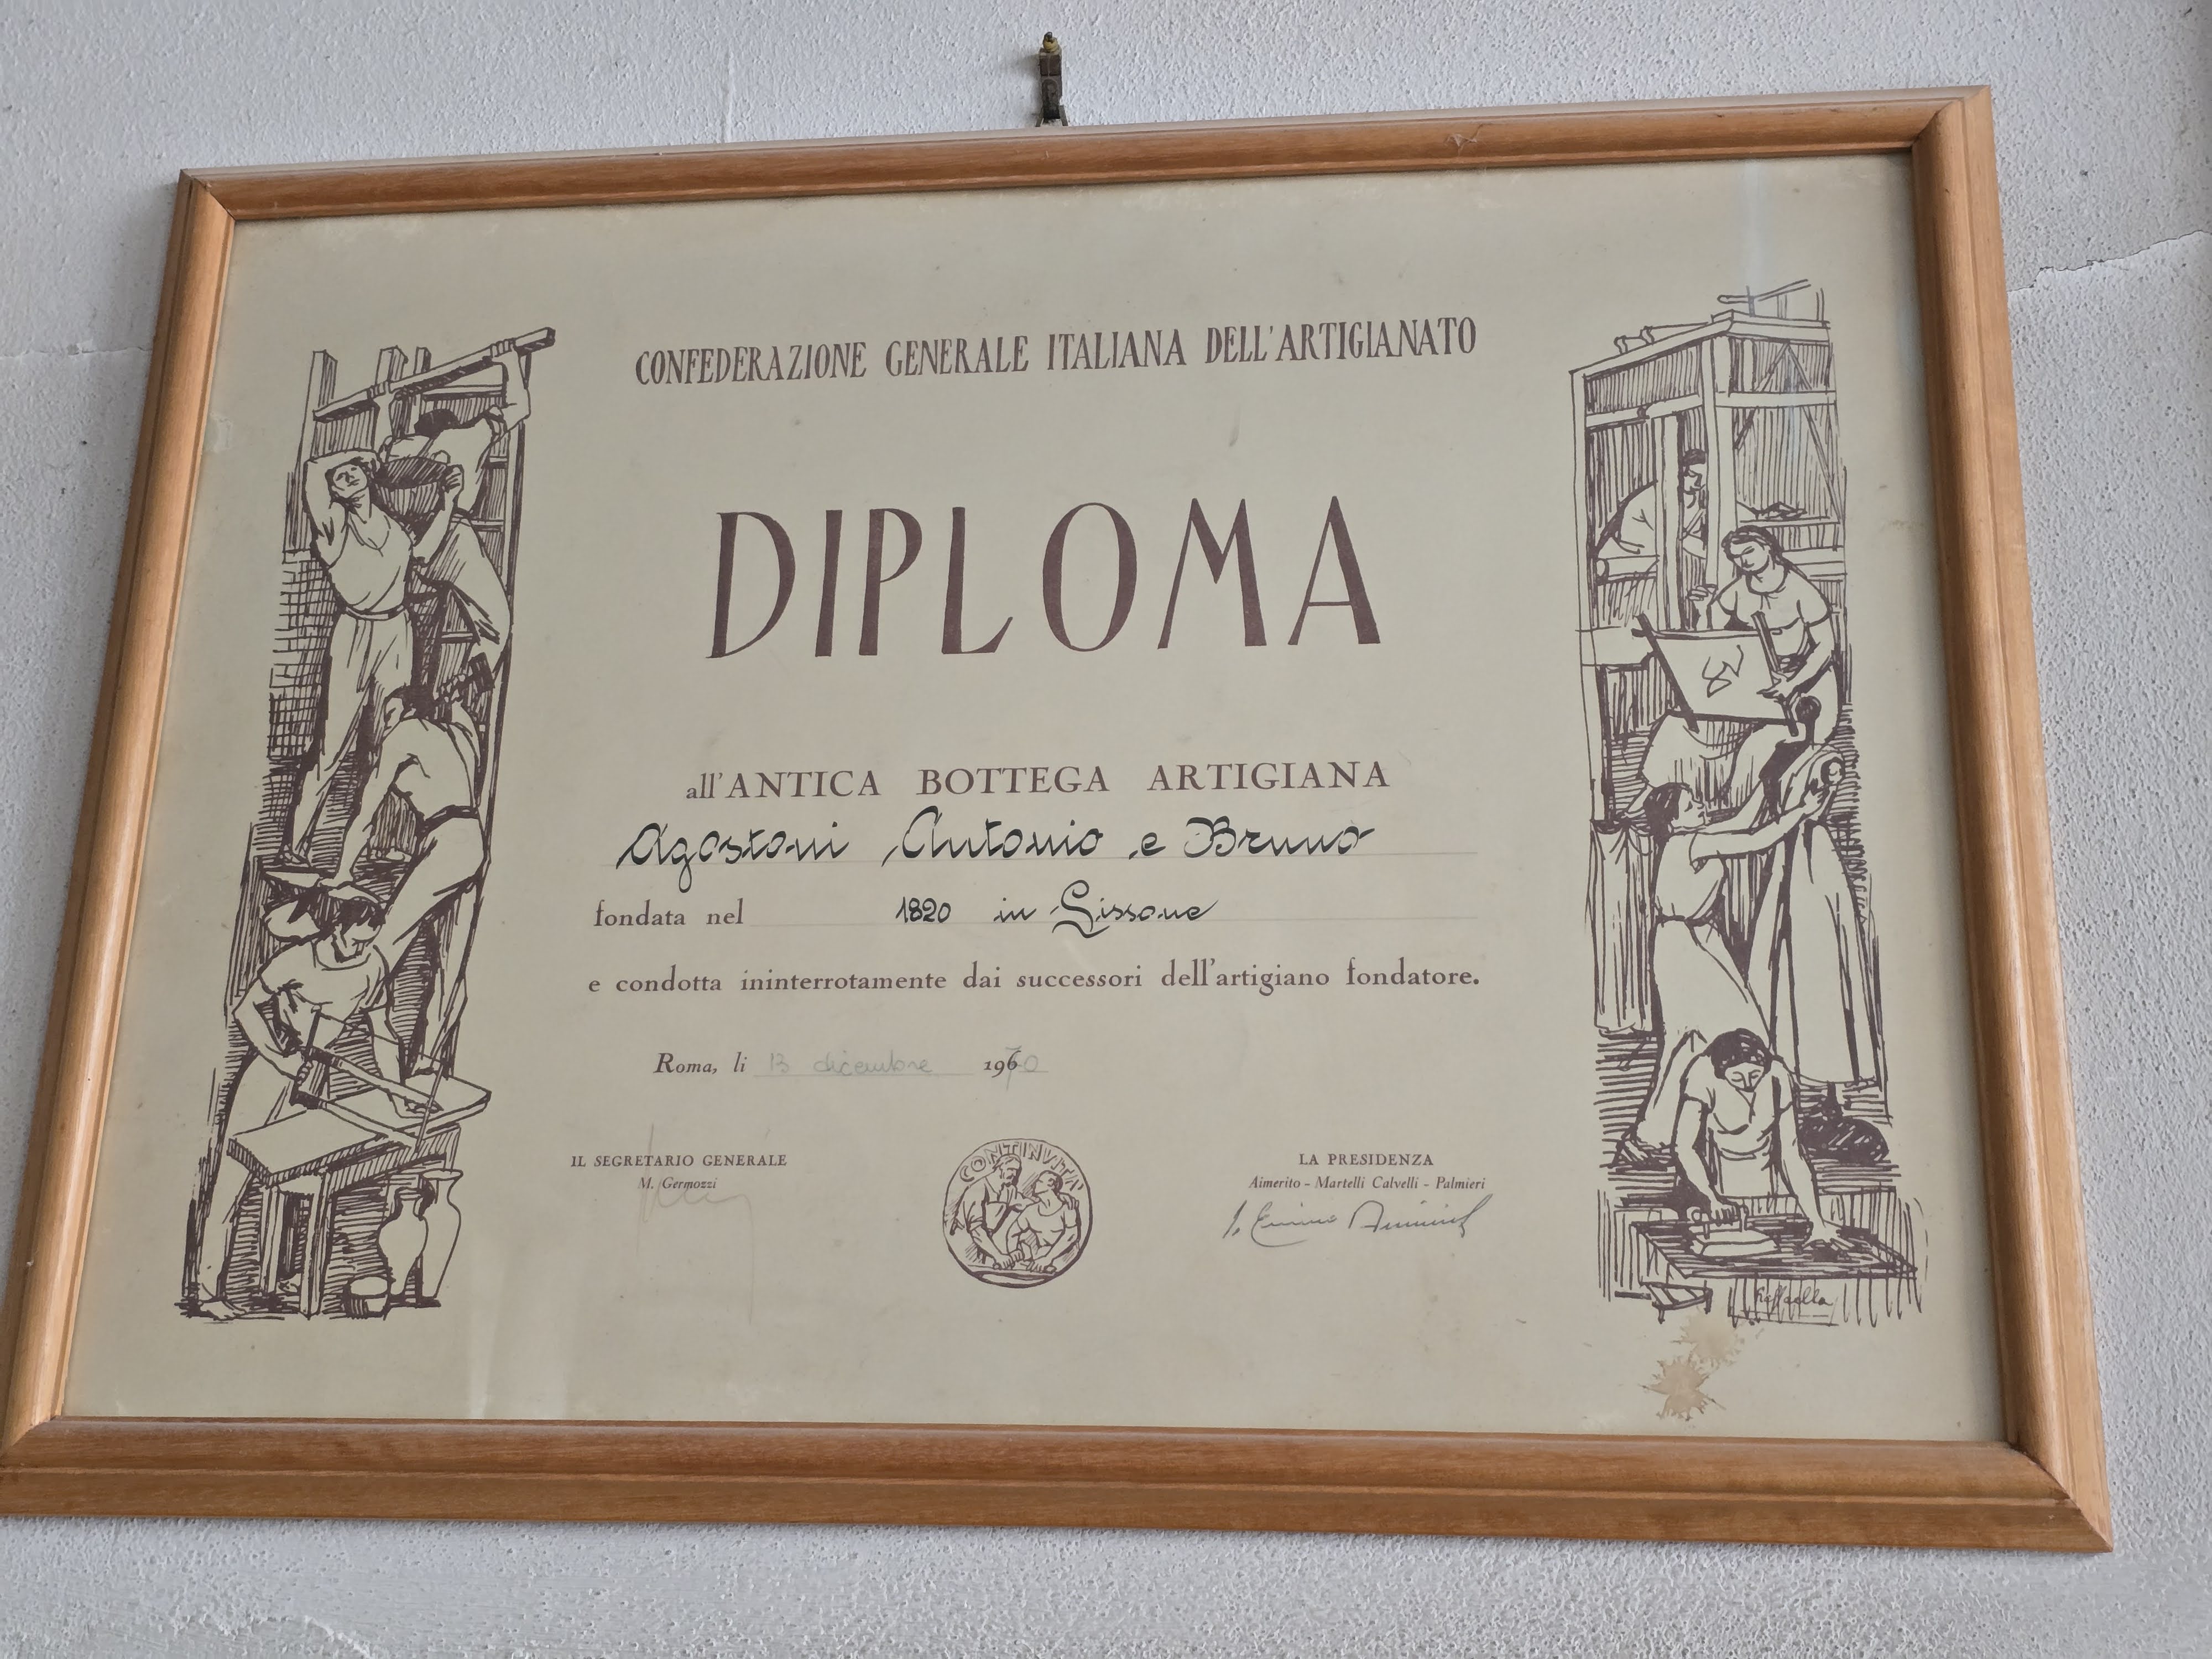 CONFEDERAZIONE GENERALE ITALIANA DELL'ARTIGIANATO
DIPLOMA
all'ANTICA BOTTEGA ARTIGIANA
Agostoni Antonio e Bruno
fondata nel 1820 in Lissone
e condotta ininterrotamente dai successori dell'artigiano fondatore.
Roma, li 13 dicembre 1970
IL SEGRETARIO GENERALE
M. Germozzi
CONTINVITA'
LA PRESIDENZA
Aimerito - Martelli Calvelli - Palmieri
Raffaella